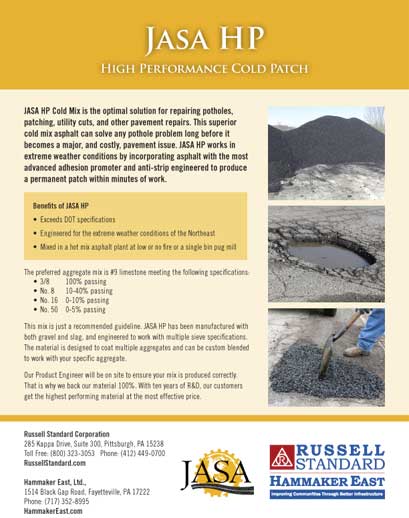 JASA HP
HIGH PERFORMANCE COLD PATCH
JASA HP Cold Mix is the optimal solution for repairing potholes,
patching, utility cuts, and other pavement repairs. This superior
cold mix asphalt can solve any pothole problem long before it
becomes a major, and costly, pavement issue. JASA HP works in
extreme weather conditions by incorporating asphalt with the most
advanced adhesion promoter and anti-strip engineered to produce
a permanent patch within minutes of work.
Benefits of JASA HP
• Exceeds DOT specifications
• Engineered for the extreme weather conditions of the Northeast
• Mixed in a hot mix asphalt plant at low or no fire or a single bin pug mill
The preferred aggregate mix is #9 limestone meeting the following specifications:
• 3/8 100% passing
• No. 8 10-40% passing
• No. 16 0-10% passing
• No. 50 0-5% passing
This mix is just a recommended guideline. JASA HP has been manufactured with
both gravel and slag, and engineered to work with multiple sieve specifications.
The material is designed to coat multiple aggregates and can be custom blended
to work with your specific aggregate.
Our Product Engineer will be on site to ensure your mix is produced correctly.
That is why we back our material 100%. With ten years of R&D, our customers
get the highest performing material at the most effective price.
Russell Standard Corporation
285 Kappa Drive, Suite 300, Pittsburgh, PA 15238
Toll Free: (800) 323-3053 Phone: (412) 449-0700
RussellStandard.com
Hammaker East, Ltd.,
1514 Black Gap Road, Fayetteville, PA 17222
Phone: (717) 352-8995
HammakerEast.com
JASA
RUSSELL
STANDARD
HAMMAKER EAST
Improving Communities Through Better Infrastructure